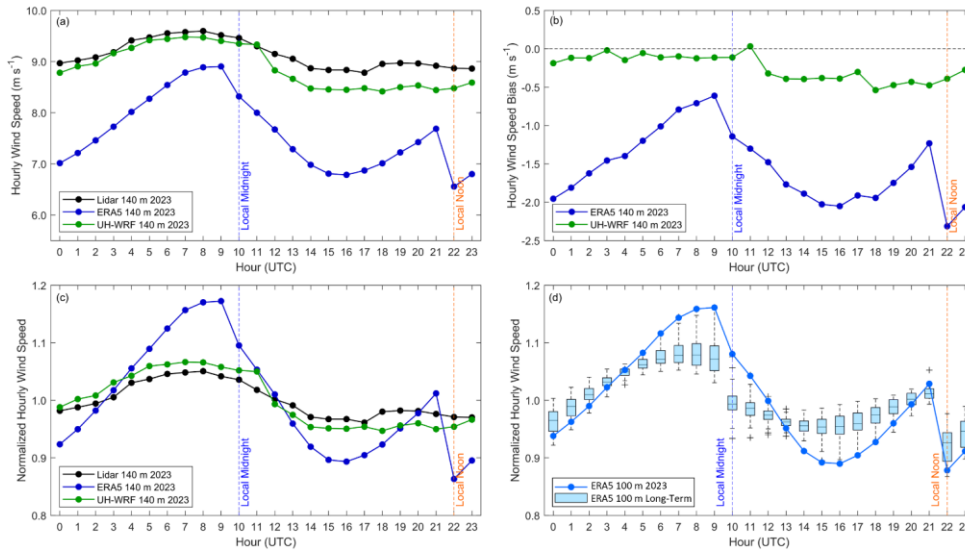 (a)
Hourly Wind Speed (m s⁻¹)
10.0
9.0
8.0
7.0
6.0
Lidar 140 m 2023
ERA5 140 m 2023
UH-WRF 140 m 2023
Local Midnight
Local Noon
0 1 2 3 4 5 6 7 8 9 10 11 12 13 14 15 16 17 18 19 20 21 22 23
Hour (UTC)
(b)
Hourly Wind Speed Bias (m s⁻¹)
0.0
-0.5
-1.0
-1.5
-2.0
-2.5
ERA5 140 m 2023
UH-WRF 140 m 2023
Local Midnight
Local Noon
0 1 2 3 4 5 6 7 8 9 10 11 12 13 14 15 16 17 18 19 20 21 22 23
Hour (UTC)
(c)
Normalized Hourly Wind Speed
1.2
1.1
1.0
0.9
0.8
Lidar 140 m 2023
ERA5 140 m 2023
UH-WRF 140 m 2023
Local Midnight
Local Noon
0 1 2 3 4 5 6 7 8 9 10 11 12 13 14 15 16 17 18 19 20 21 22 23
Hour (UTC)
(d)
Normalized Hourly Wind Speed
1.2
1.1
1.0
0.9
0.8
ERA5 100 m 2023
ERA5 100 m Long-Term
Local Midnight
Local Noon
0 1 2 3 4 5 6 7 8 9 10 11 12 13 14 15 16 17 18 19 20 21 22 23
Hour (UTC)